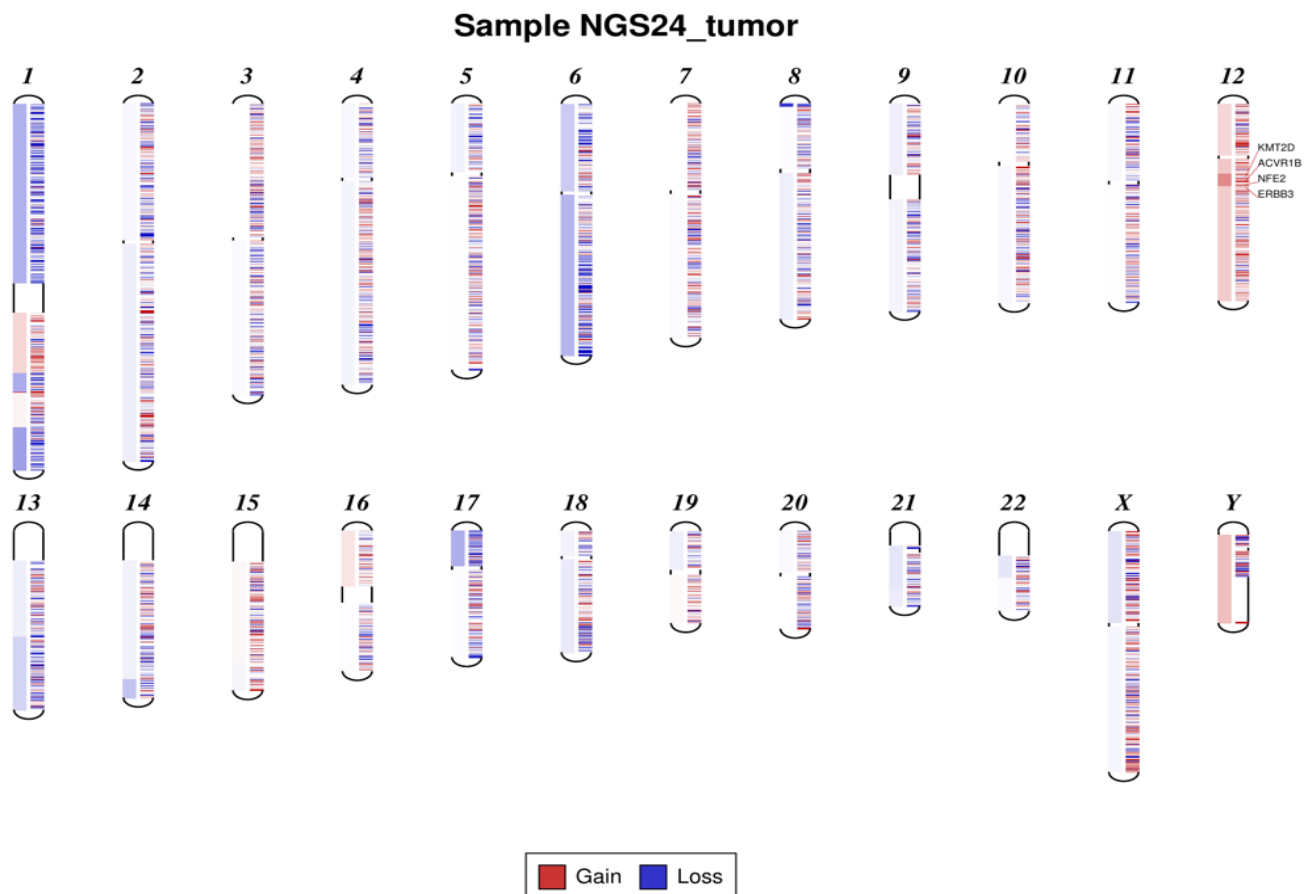 Sample NGS24_tumor
1 2 3 4 5 6 7 8 9 10 11 12
KMT2D
ACVR1B
NFE2
ERBB3
13 14 15 16 17 18 19 20 21 22 X Y
Gain Loss